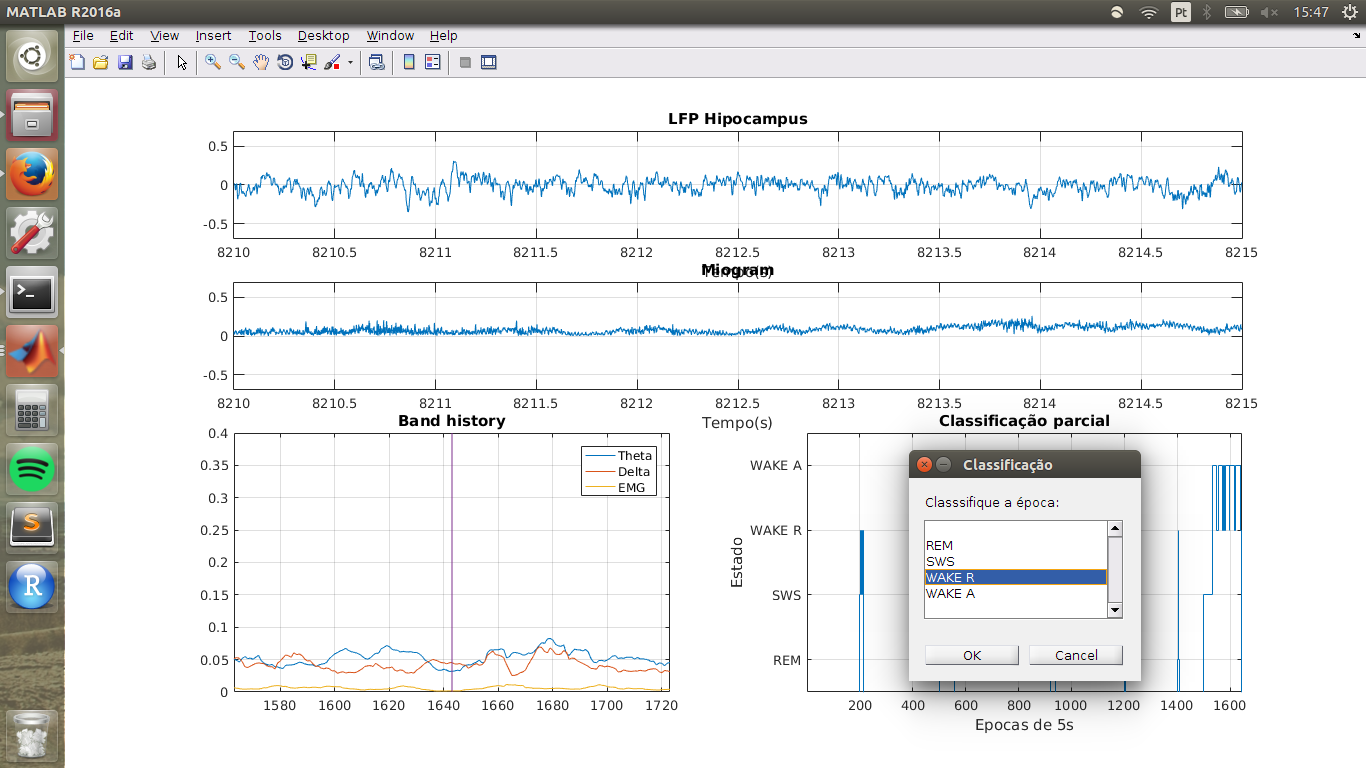 MATLAB R2016a
Pt
15:47
File Edit View Insert Tools Desktop Window Help
LFP Hipocampus
0.5
0
-0.5
8210 8210.5 8211 8211.5 8212 8212.5 8213 8213.5 8214 8214.5 8215
Tempo(s)
Miogram
0.5
0
-0.5
8210 8210.5 8211 8211.5 8212 8212.5 8213 8213.5 8214 8214.5 8215
Tempo(s)
Band history
0.4
0.35
0.3
0.25
0.2
0.15
0.1
0.05
0
Theta
Delta
EMG
1580 1600 1620 1640 1660 1680 1700 1720
Classificação parcial
Estado
WAKE A
WAKE R
SWS
REM
200 400 600 800 1000 1200 1400 1600
Epocas de 5s
Classificação
Classsifique a época:
REM
SWS
WAKE R
WAKE A
OK Cancel
S
R